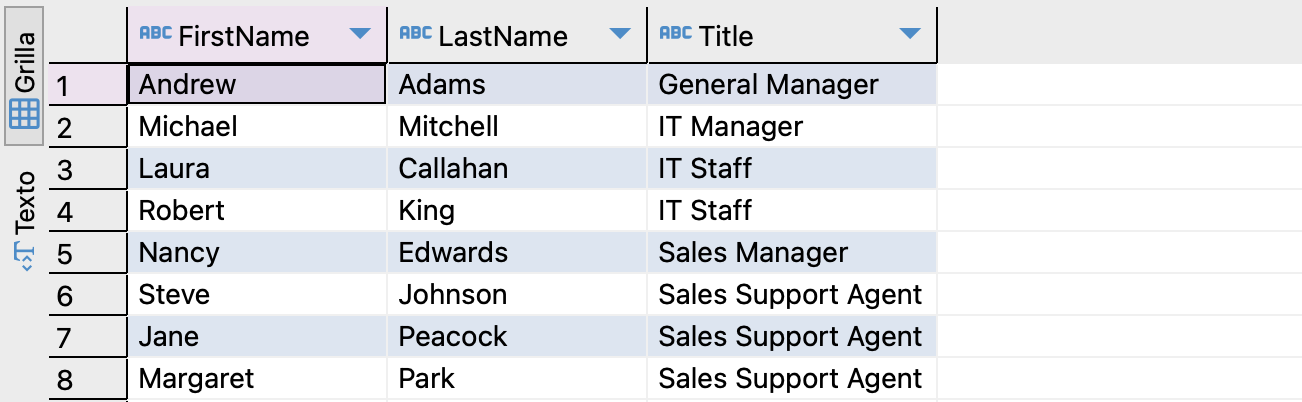 Grilla
Texto
ABC FirstName ABC LastName ABC Title
1 Andrew Adams General Manager
2 Michael Mitchell IT Manager
3 Laura Callahan IT Staff
4 Robert King IT Staff
5 Nancy Edwards Sales Manager
6 Steve Johnson Sales Support Agent
7 Jane Peacock Sales Support Agent
8 Margaret Park Sales Support Agent